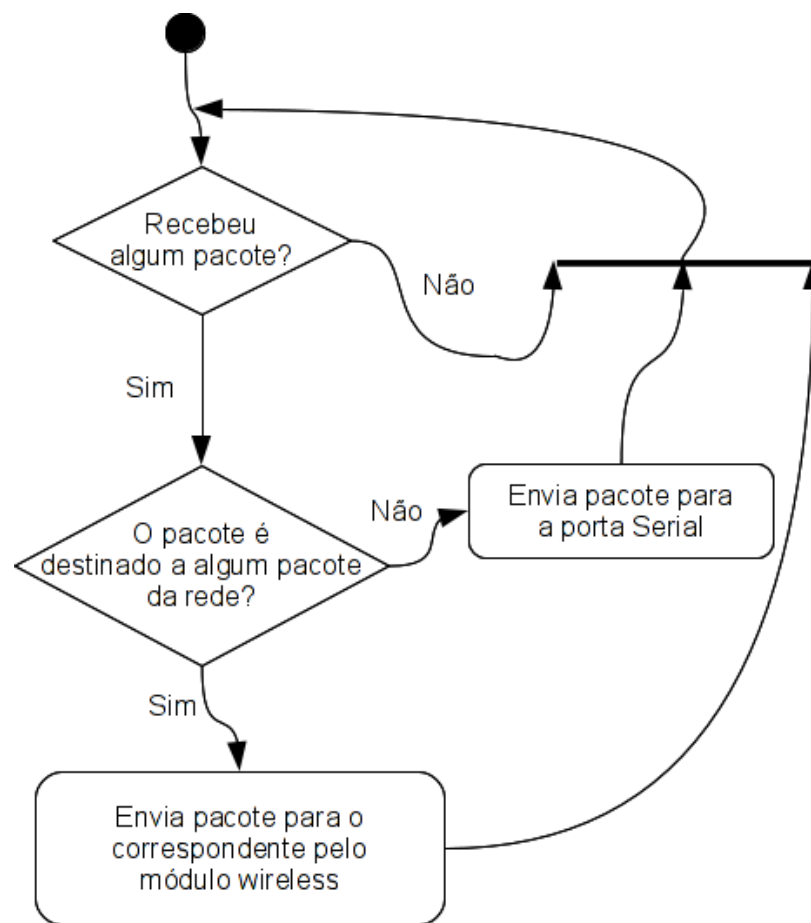 Recebeu
algum pacote?
Não
Sim
O pacote é
destinado a algum pacote
da rede?
Não
Envia pacote para
a porta Serial
Sim
Envia pacote para o
correspondente pelo
módulo wireless